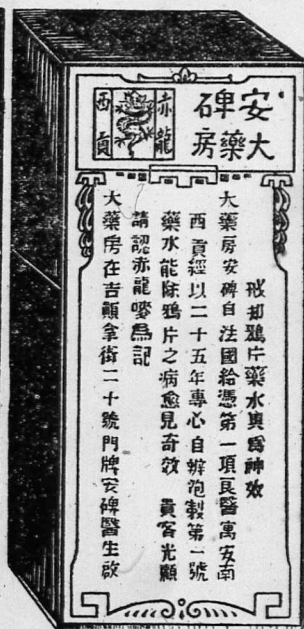 安碑
大藥房
赤龍
西貢
戒却鴉片藥水異為神效
大藥房安碑自法國給憑第一項良醫寓安南
西貢經以二十五年專心自辦泡製第一號
藥水能除鴉片之病愈見奇效 貴客光顧
請認赤龍嘜爲記
大藥房在吉顛拿街二十號門牌安碑醫生啟